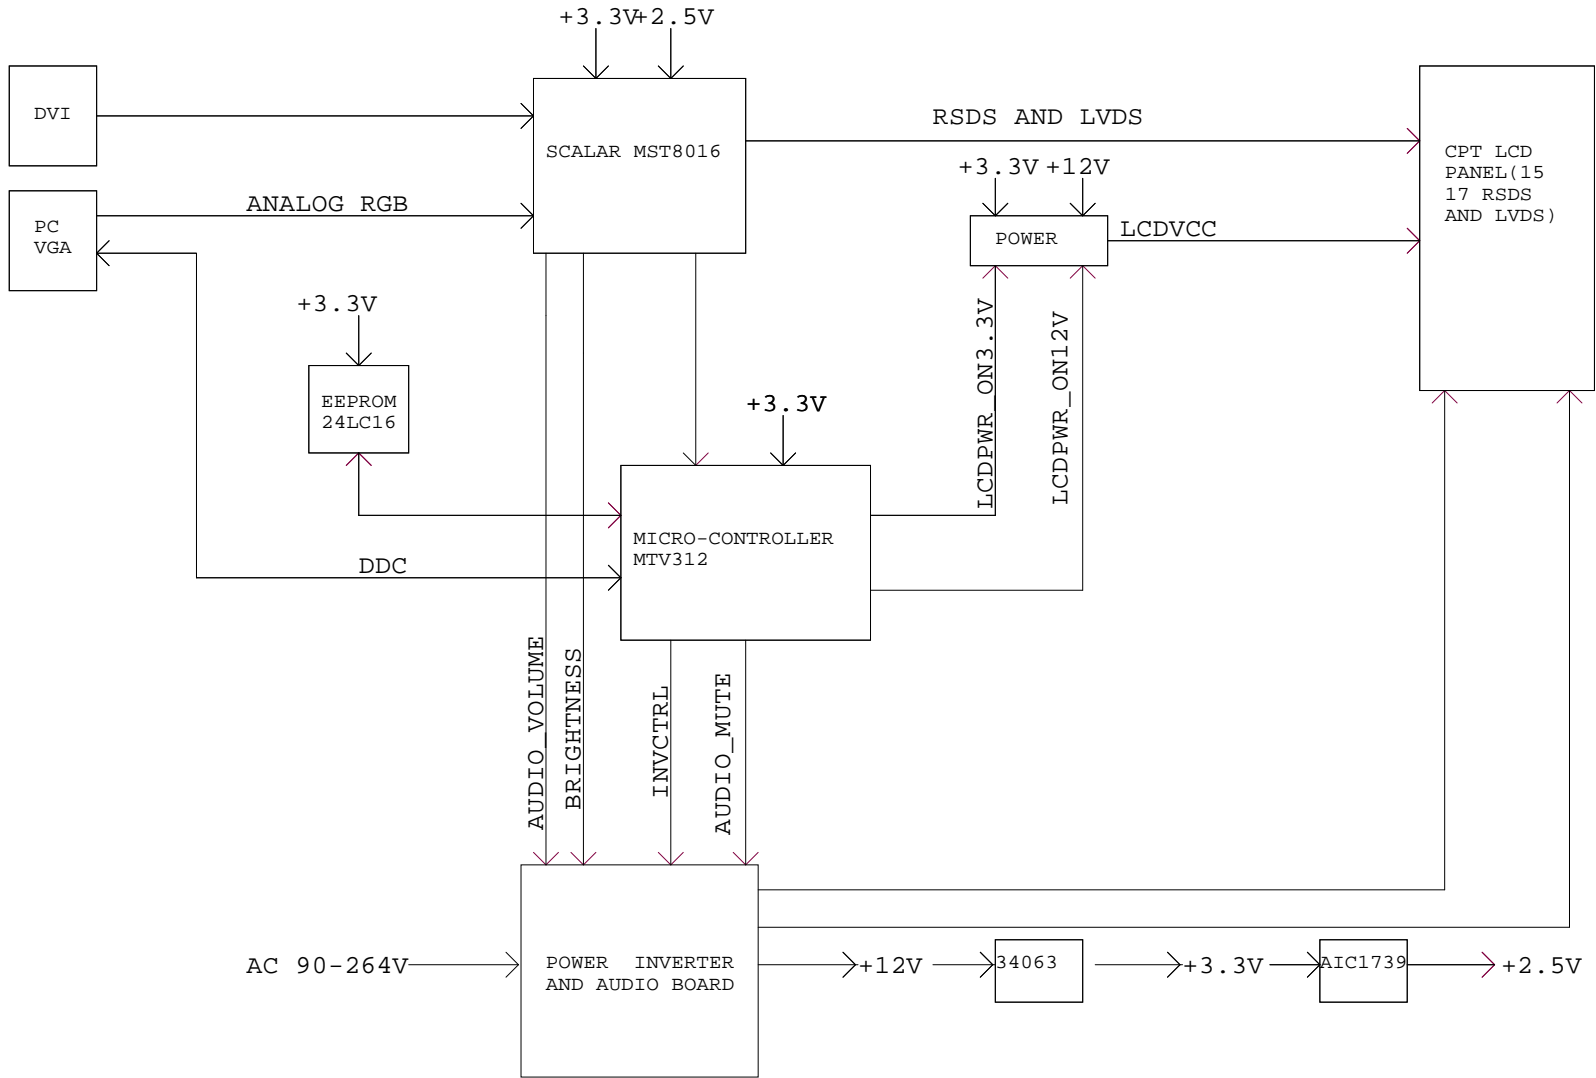 +3.3V
+2.5V
DVI
RSDS AND LVDS
SCALAR MST8016
CPT LCD
PANEL(15
17 RSDS
AND LVDS)
+3.3V
+12V
ANALOG RGB
PC
VGA
POWER
LCDVCC
+3.3V
LCDPWR_ON3.3V
LCDPWR_ON12V
EEPROM
24LC16
+3.3V
MICRO-CONTROLLER
MTV312
DDC
AUDIO_VOLUME
BRIGHTNESS
INVCTRL
AUDIO_MUTE
AC 90-264V
POWER INVERTER
AND AUDIO BOARD
+12V
34063
+3.3V
AIC1739
+2.5V